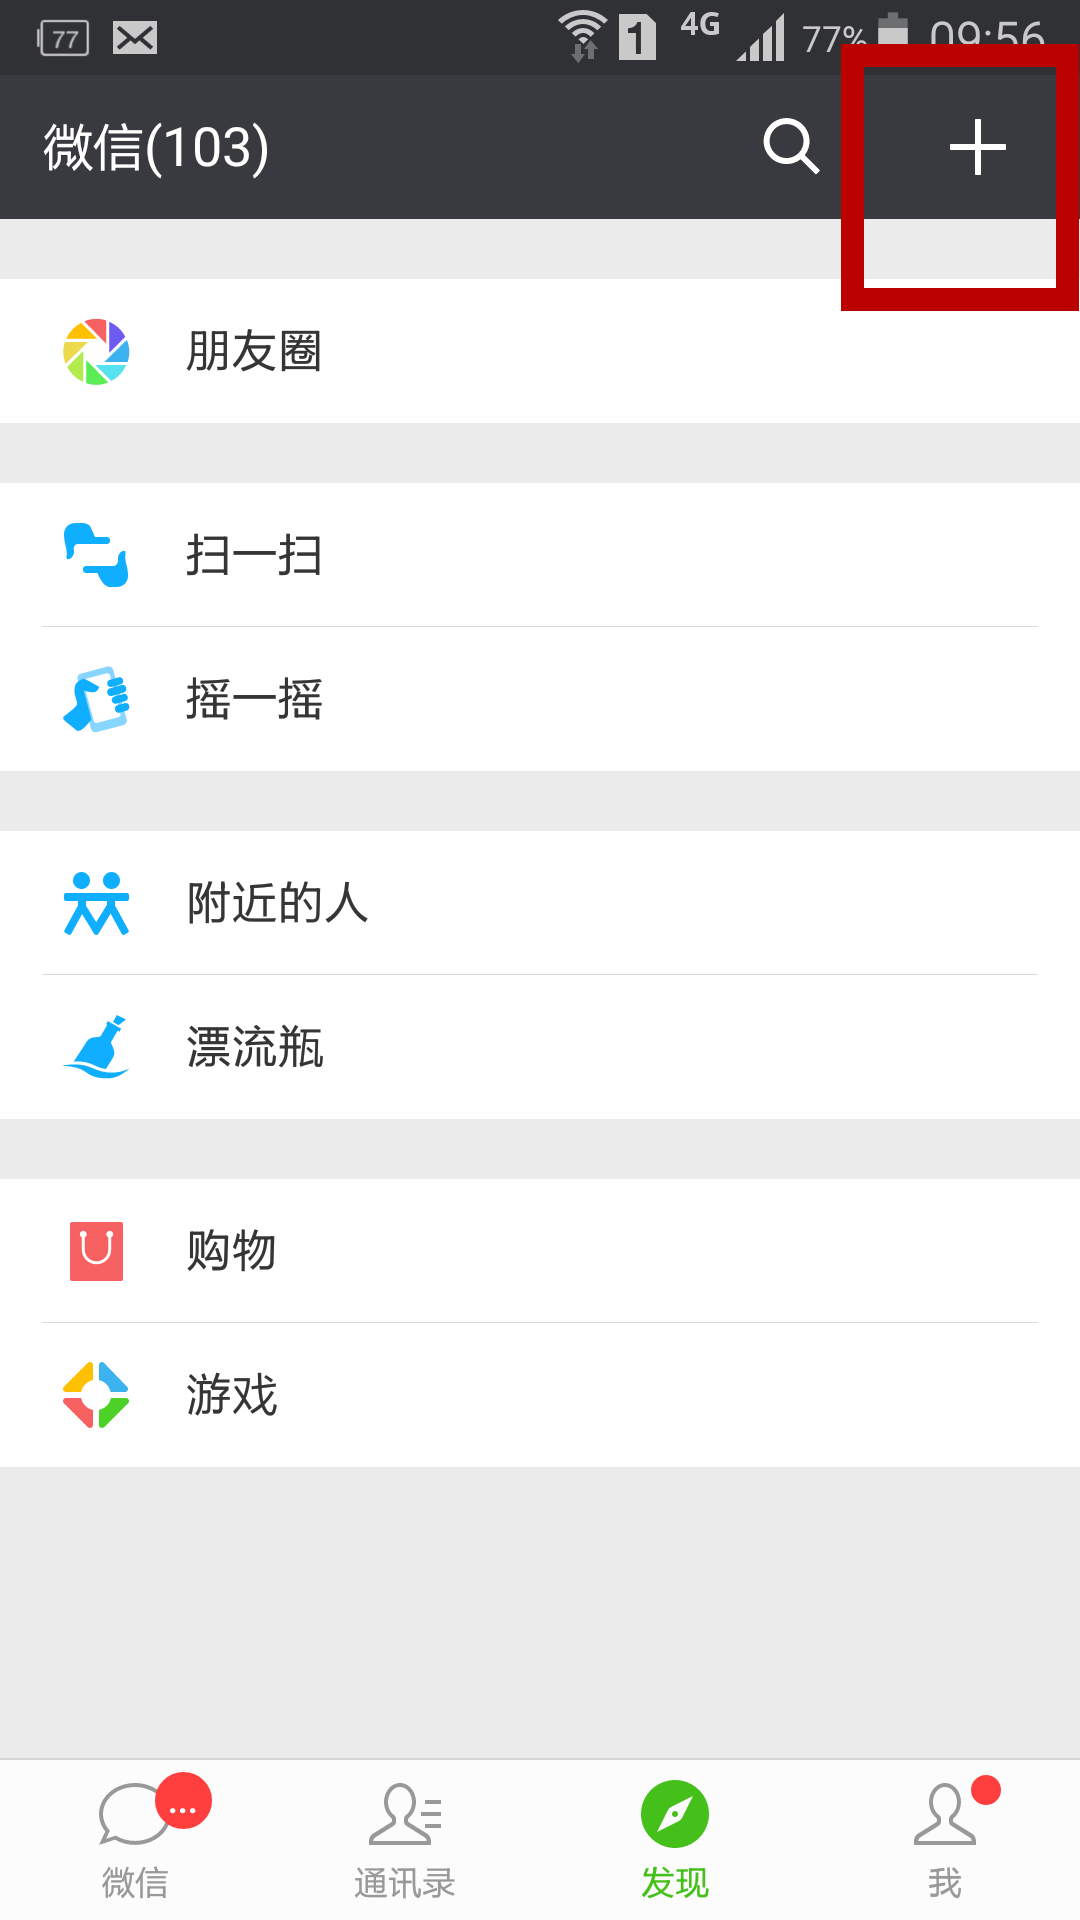 77 1 4G 77% 09:56
微信(103)
朋友圈
扫一扫
摇一摇
附近的人
漂流瓶
购物
游戏
...
微信 通讯录 发现 我